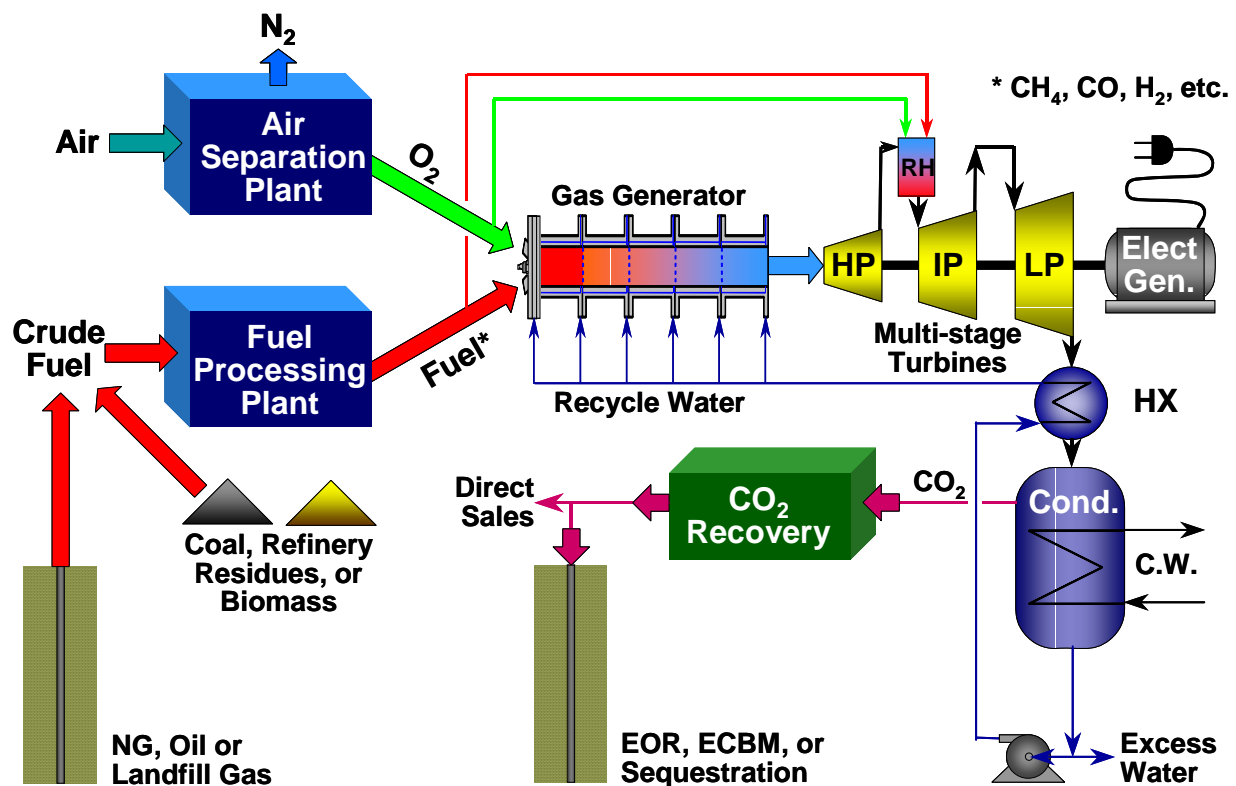 N₂
* CH₄, CO, H₂, etc.
Air
Air
Separation
Plant
O₂
RH
Gas Generator
HP
IP
LP
Elect
Gen.
Multi-stage
Turbines
Crude
Fuel
Fuel
Processing
Plant
Fuel*
Recycle Water
HX
Direct
Sales
CO₂
Recovery
CO₂
Cond.
C.W.
Coal, Refinery
Residues, or
Biomass
NG, Oil or
Landfill Gas
EOR, ECBM, or
Sequestration
Excess
Water